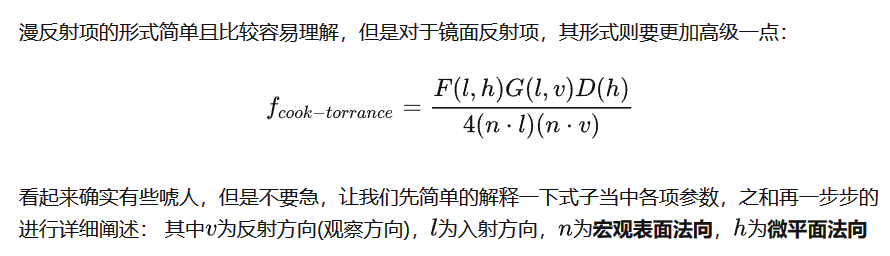 漫反射项的形式简单且比较容易理解，但是对于镜面反射项，其形式则要更加高级一点：
f_{cook-torrance} = \frac{F(l,h)G(l,v)D(h)}{4(n·l)(n·v)}
看起来确实有些唬人，但是不要急，让我们先简单的解释一下式子当中各项参数，之和再一步步的
进行详细阐述： 其中v为反射方向(观察方向)，l为入射方向，n为宏观表面法向，h为微平面法向